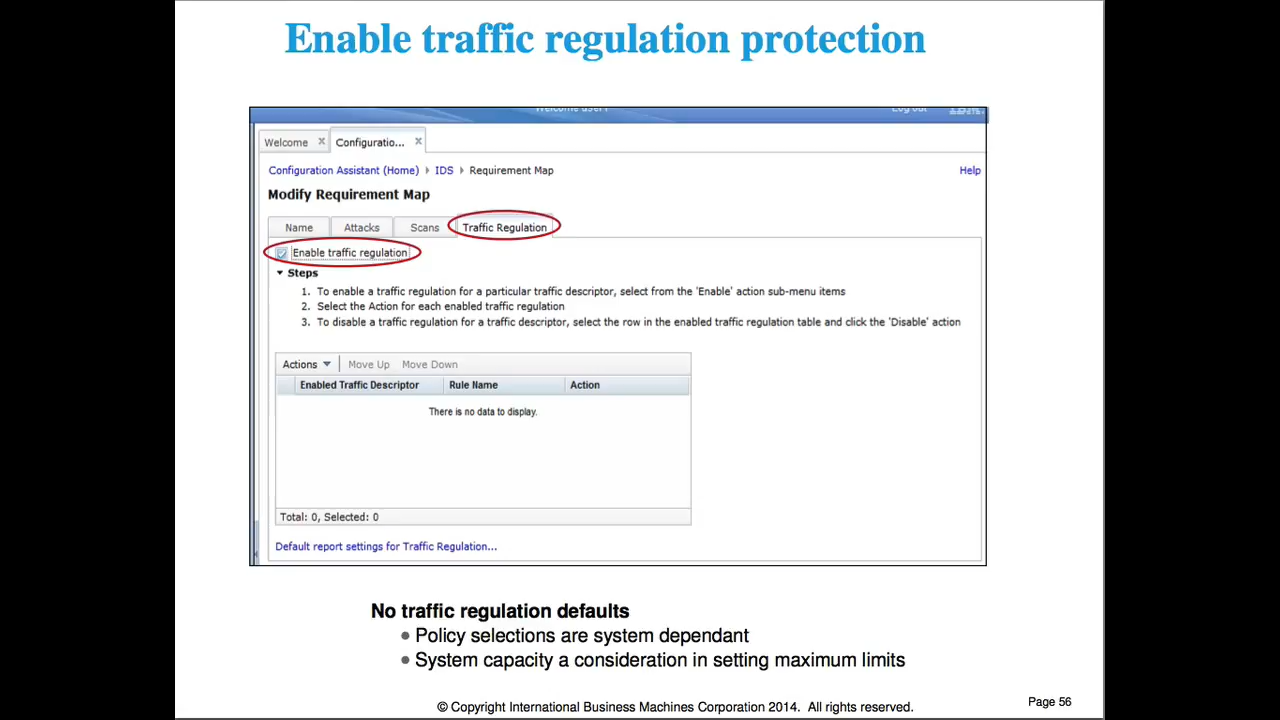 Enable traffic regulation protection
Welcome user1 Log out
Welcome Configuratio...
Configuration Assistant (Home) IDS Requirement Map Help
Modify Requirement Map
Name Attacks Scans Traffic Regulation
Enable traffic regulation
Steps
1. To enable a traffic regulation for a particular traffic descriptor, select from the 'Enable' action sub-menu items
2. Select the Action for each enabled traffic regulation
3. To disable a traffic regulation for a traffic descriptor, select the row in the enabled traffic regulation table and click the 'Disable' action
Actions Move Up Move Down
Enabled Traffic Descriptor Rule Name Action
There is no data to display.
Total: 0, Selected: 0
Default report settings for Traffic Regulation...
No traffic regulation defaults
● Policy selections are system dependant
● System capacity a consideration in setting maximum limits
© Copyright International Business Machines Corporation 2014. All rights reserved.
Page 56